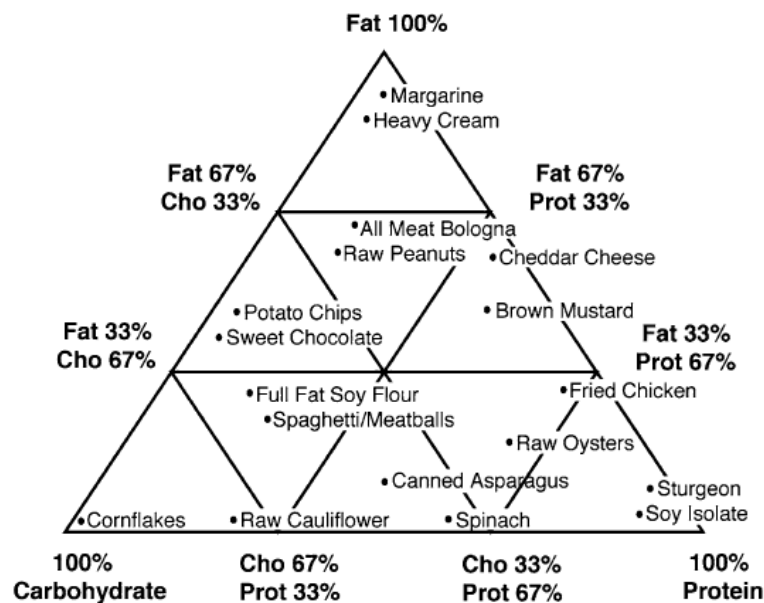 Fat 100%
Margarine
Heavy Cream
Fat 67%
Cho 33%
Fat 67%
Prot 33%
All Meat Bologna
Raw Peanuts
Cheddar Cheese
Potato Chips
Brown Mustard
Sweet Chocolate
Fat 33%
Cho 67%
Fat 33%
Prot 67%
Full Fat Soy Flour
Fried Chicken
Spaghetti/Meatballs
Raw Oysters
Canned Asparagus
Sturgeon
Soy Isolate
Cornflakes
Raw Cauliflower
Spinach
100%
Carbohydrate
Cho 67%
Prot 33%
Cho 33%
Prot 67%
100%
Protein